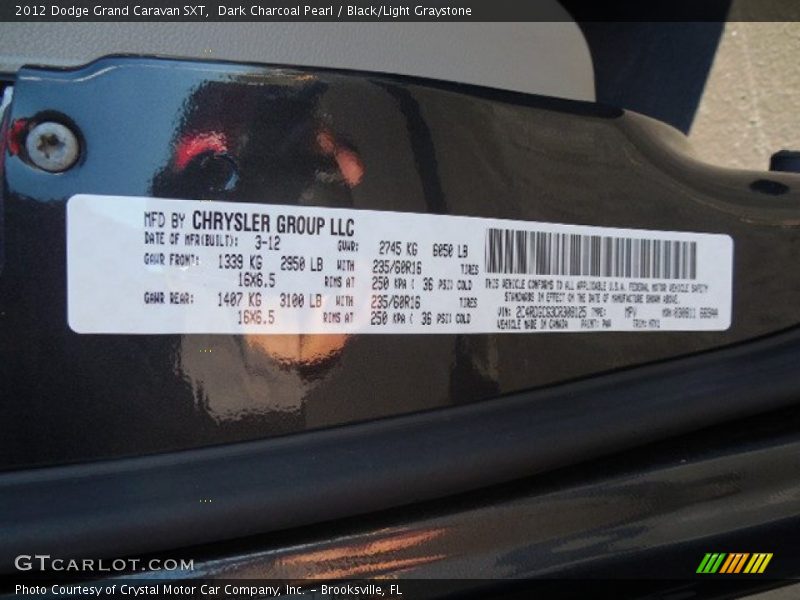 2012 Dodge Grand Caravan SXT,  Dark Charcoal Pearl / Black/Light Graystone
MFD BY CHRYSLER GROUP LLC
DATE OF MFR(BUILT): 3-12 GVWR: 2745 KG 6050 LB
GAWR FRONT: 1339 KG 2950 LB WITH 235/60R16 TIRES
16X6.5 RIMS AT 250 KPA ( 36 PSI) COLD
GAWR REAR: 1407 KG 3100 LB WITH 235/60R16 TIRES
16X6.5 RIMS AT 250 KPA ( 36 PSI) COLD
THIS VEHICLE CONFORMS TO ALL APPLICABLE U.S.A. FEDERAL MOTOR VEHICLE SAFETY
STANDARDS IN EFFECT ON THE DATE OF MANUFACTURE SHOWN ABOVE.
VIN: TYPE: MPV
VEHICLE MADE IN CANADA PAINT: TRIM:
GTCARLOT.COM
Photo Courtesy of Crystal Motor Car Company, Inc. – Brooksville, FL